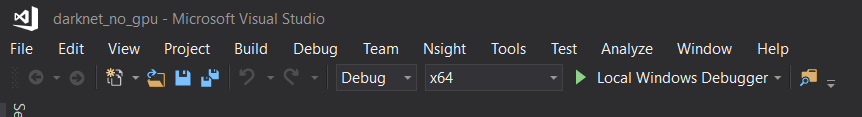 darknet_no_gpu - Microsoft Visual Studio
File Edit View Project Build Debug Team Nsight Tools Test Analyze Window Help
Debug x64 Local Windows Debugger
Se